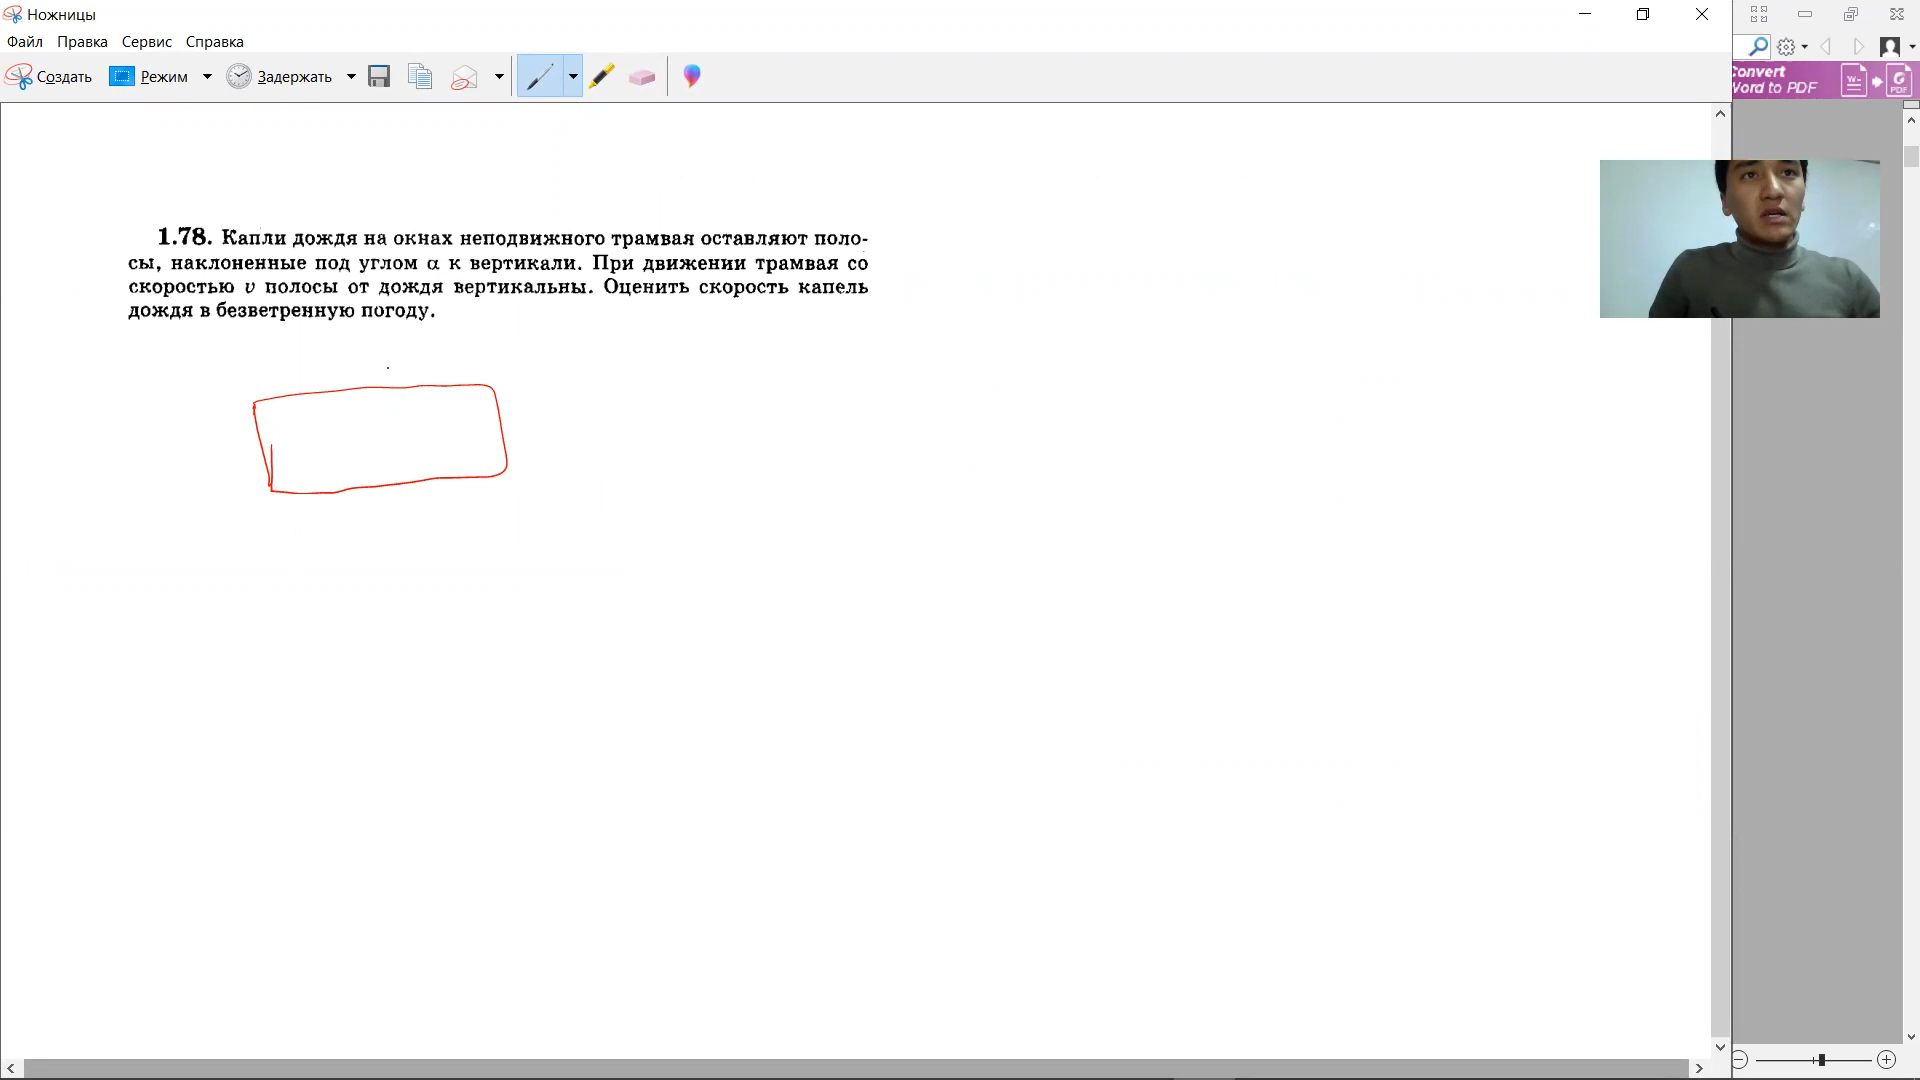 Ножницы
Файл Правка Сервис Справка
Создать Режим Задержать
Convert
Word to PDF
W
G
PDF
1.78. Капли дождя на окнах неподвижного трамвая оставляют поло-
сы, наклоненные под углом α к вертикали. При движении трамвая со
скоростью v полосы от дождя вертикальны. Оценить скорость капель
дождя в безветренную погоду.